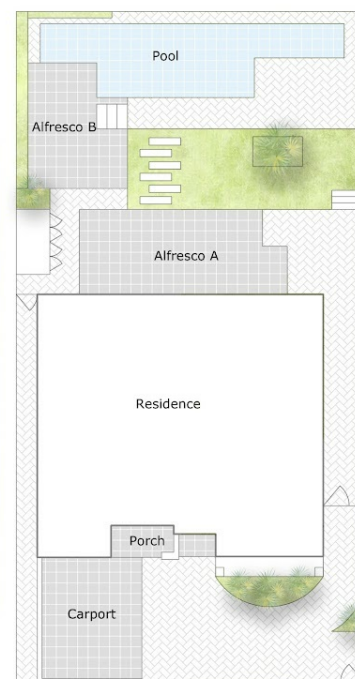 Pool
Alfresco B
Alfresco A
Residence
Porch
Carport